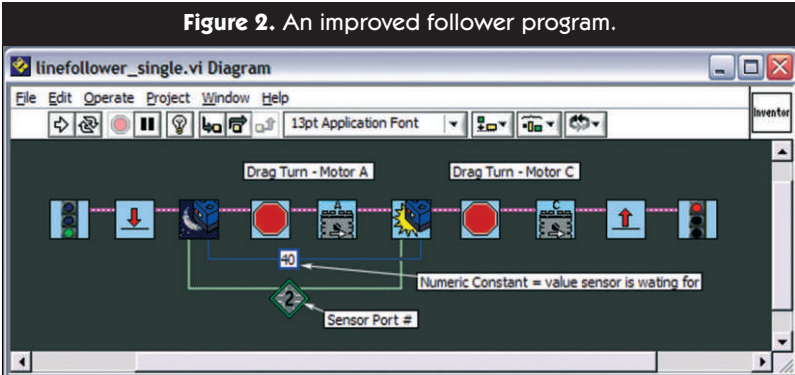 Figure 2. An improved follower program.
linefollower_single.vi Diagram
File Edit Operate Project Window Help
13pt Application Font
Inventor
Drag Turn - Motor A
Drag Turn - Motor C
A
C
40
Numeric Constant = value sensor is wating for
2
Sensor Port #